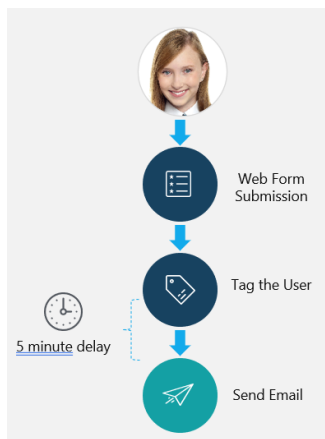 Web Form
Submission
Tag the User
5 minute delay
Send Email